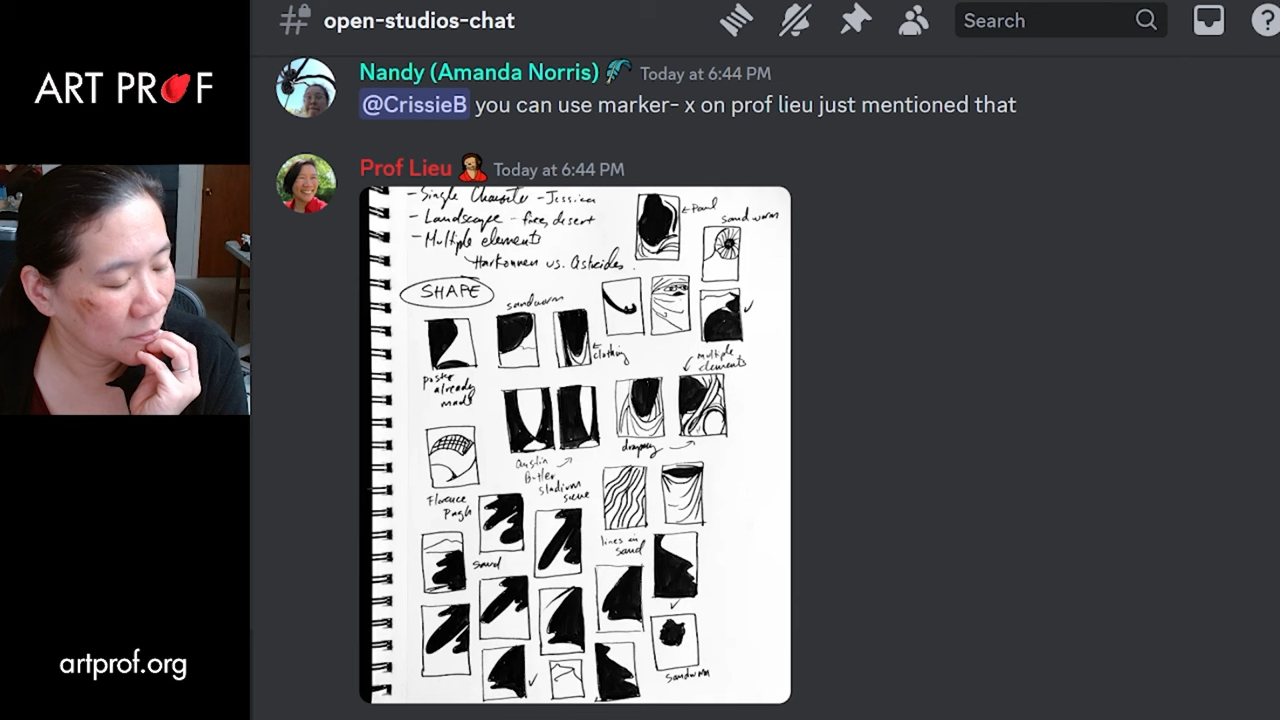 ART PROF
artprof.org
open-studios-chat
Search
Nandy (Amanda Norris) Today at 6:44 PM
@CrissieB you can use marker- x on prof lieu just mentioned that
Prof Lieu Today at 6:44 PM
- Single Character - Jessica
- Landscape - free, desert
- Multiple elements
Harkonnen vs. Atreides.
← Paul
sandworm
SHAPE
sandworm
← clothing
multiple
elements
poster
already
made
drapery →
Austin
Butler
stadium
scene
Florence
Pugh
lines in
sand
sand
sandworm